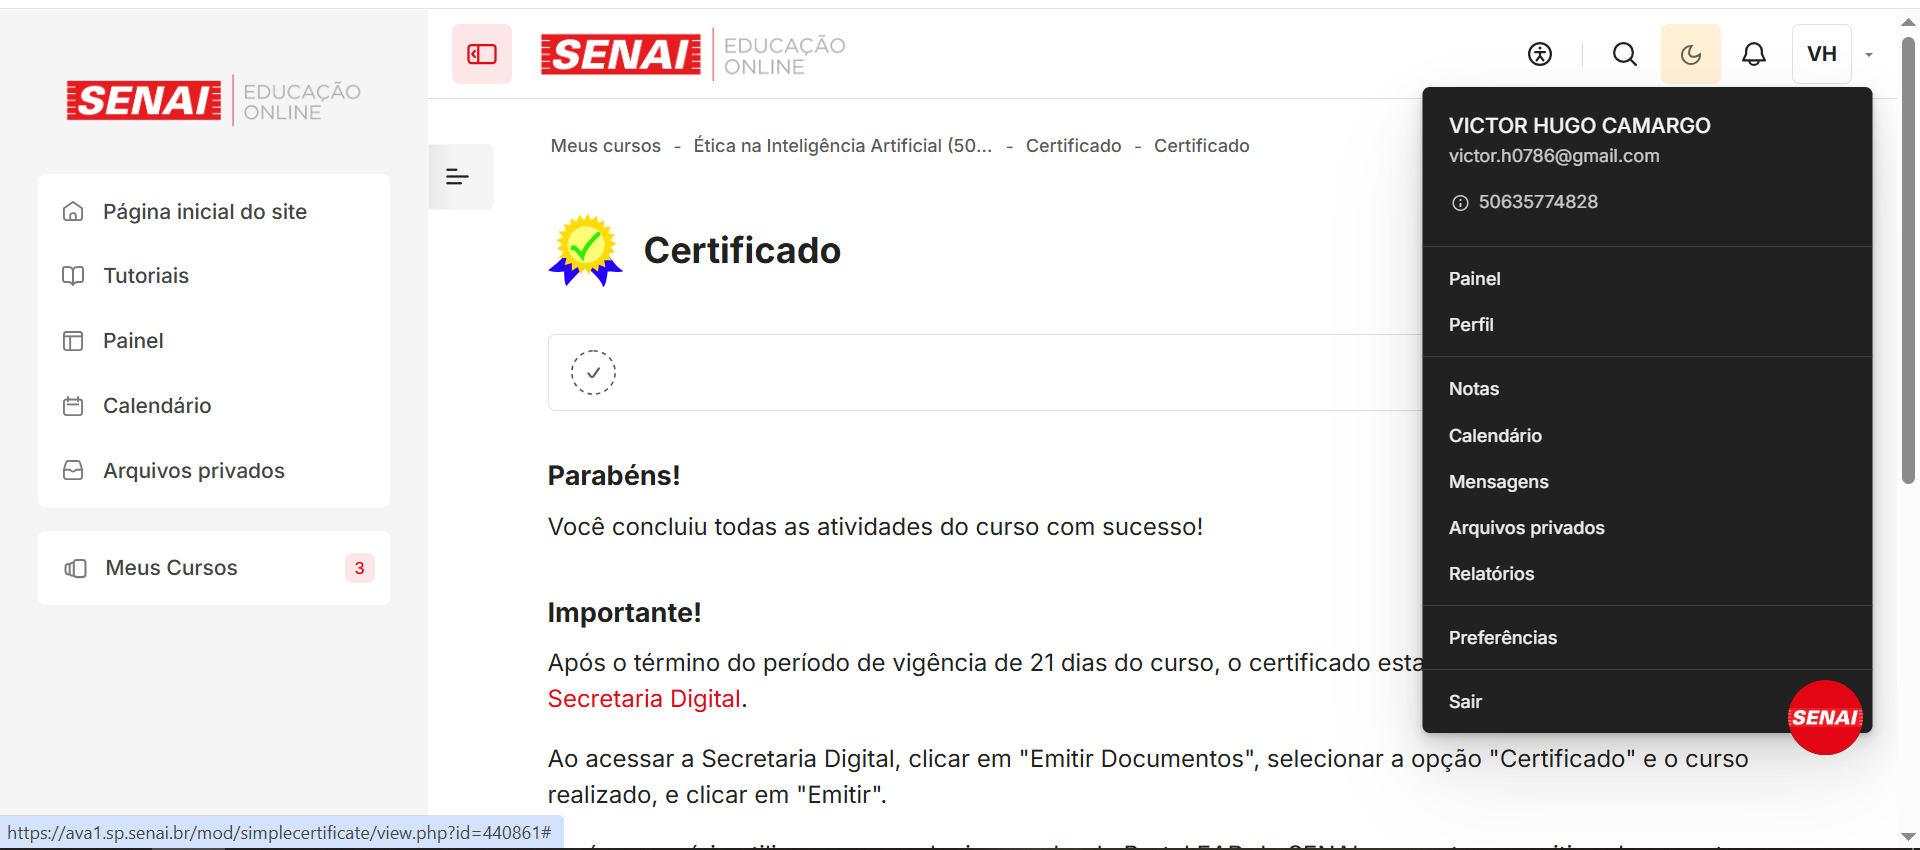 SENAI EDUCAÇÃO ONLINE
Página inicial do site
Tutoriais
Painel
Calendário
Arquivos privados
Meus Cursos 3
SENAI EDUCAÇÃO ONLINE
VH
Meus cursos - Ética na Inteligência Artificial (50... - Certificado - Certificado
Certificado
Parabéns!
Você concluiu todas as atividades do curso com sucesso!
Importante!
Após o término do período de vigência de 21 dias do curso, o certificado esta
Secretaria Digital.
Ao acessar a Secretaria Digital, clicar em "Emitir Documentos", selecionar a opção "Certificado" e o curso
realizado, e clicar em "Emitir".
VICTOR HUGO CAMARGO
victor.h0786@gmail.com
50635774828
Painel
Perfil
Notas
Calendário
Mensagens
Arquivos privados
Relatórios
Preferências
Sair
SENAI
https://ava1.sp.senai.br/mod/simplecertificate/view.php?id=440861#